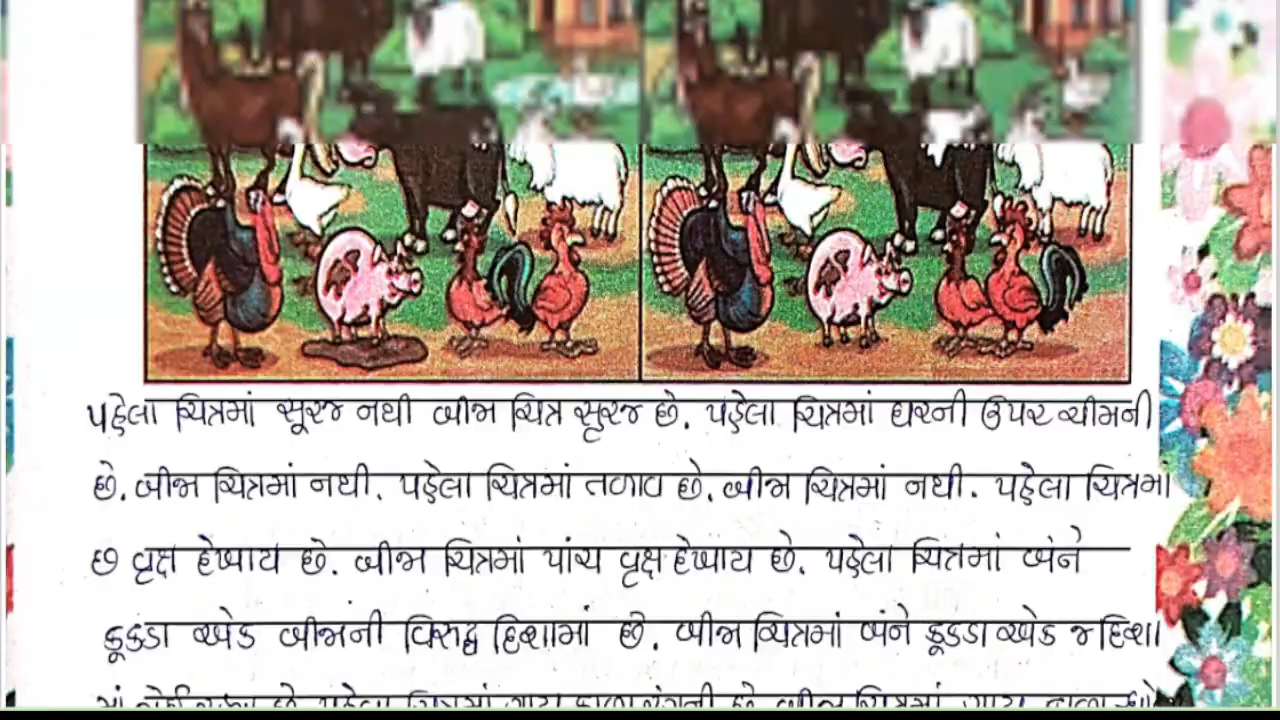 પહેલા ચિત્રમાં સૂરજ નથી બીજા ચિત્ર સૂરજ છે. પહેલા ચિત્રમાં ઘરની ઉપર ચીમની
છે. બીજા ચિત્રમાં નથી. પહેલા ચિત્રમાં તળાવ છે. બીજા ચિત્રમાં નથી. પહેલા ચિત્રમાં
છ વૃક્ષ દેખાય છે. બીજા ચિત્રમાં પાંચ વૃક્ષ દેખાય છે. પહેલા ચિત્રમાં બંને
કૂકડા એક બીજાની વિરુદ્ધ દિશામાં છે. બીજા ચિત્રમાં બંને કૂકડા એક જ દિશા